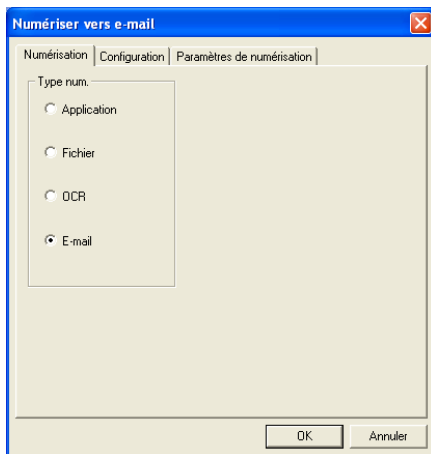 Numériser vers e-mail
Numérisation Configuration Paramètres de numérisation
Type num.
Application
Fichier
OCR
E-mail
OK Annuler